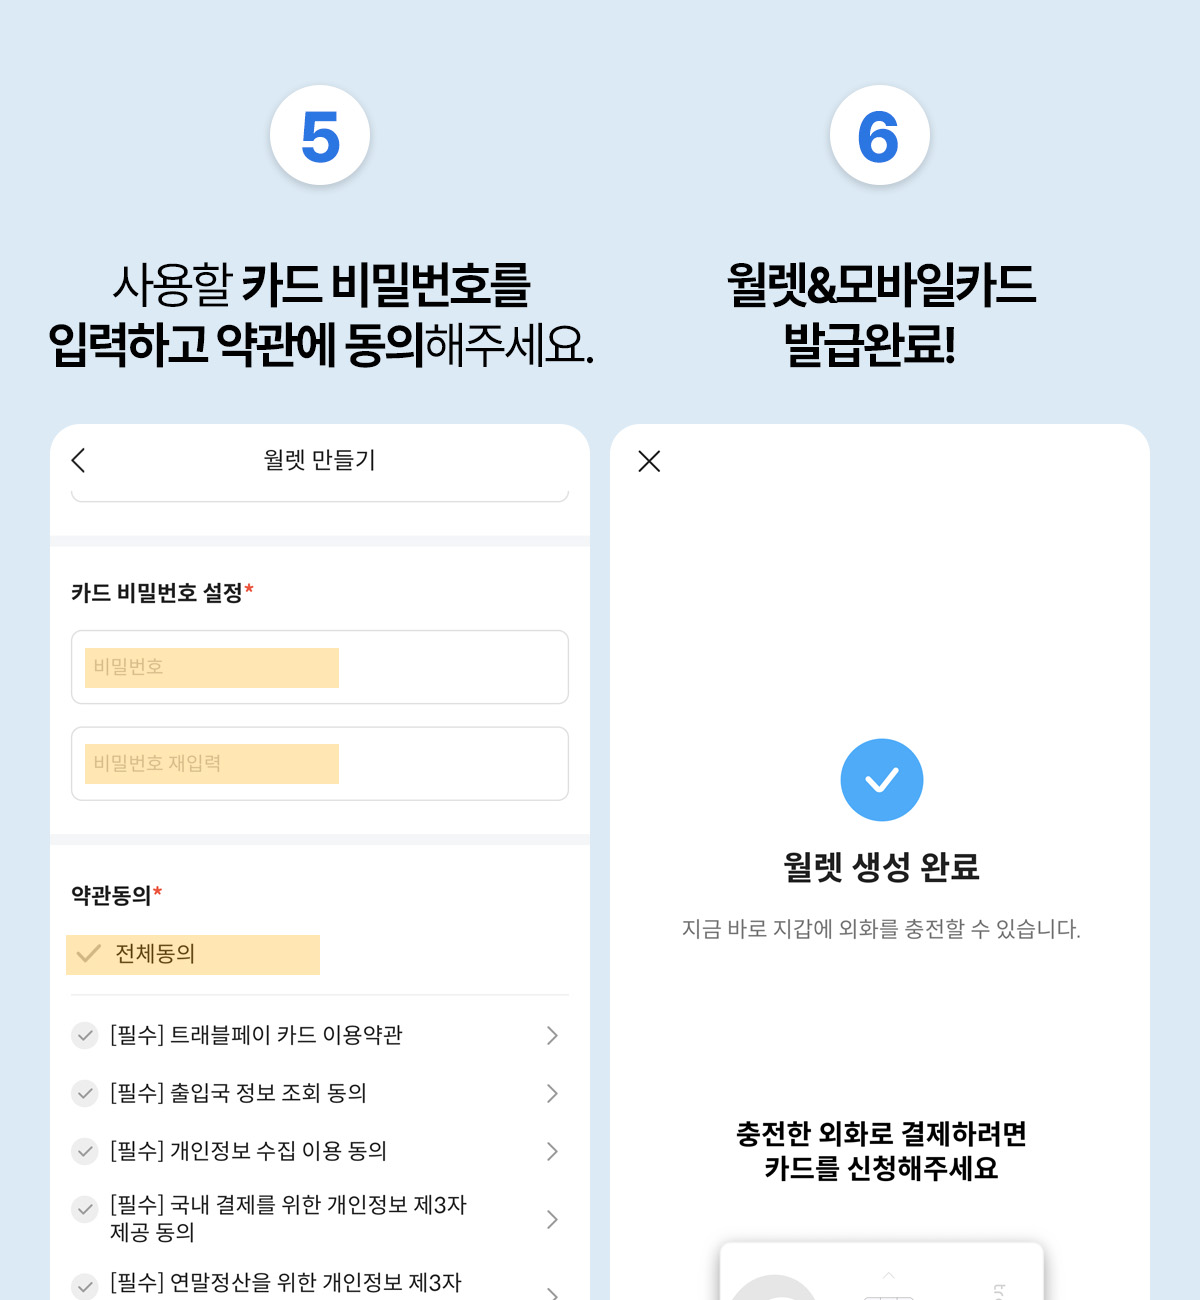 5
사용할 카드 비밀번호를
입력하고 약관에 동의해주세요.
월렛 만들기
카드 비밀번호 설정*
비밀번호
비밀번호 재입력
약관동의*
전체동의
[필수] 트래블페이 카드 이용약관
[필수] 출입국 정보 조회 동의
[필수] 개인정보 수집 이용 동의
[필수] 국내 결제를 위한 개인정보 제3자
제공 동의
[필수] 연말정산을 위한 개인정보 제3자
6
월렛&모바일카드
발급완료!
월렛 생성 완료
지금 바로 지갑에 외화를 충전할 수 있습니다.
충전한 외화로 결제하려면
카드를 신청해주세요